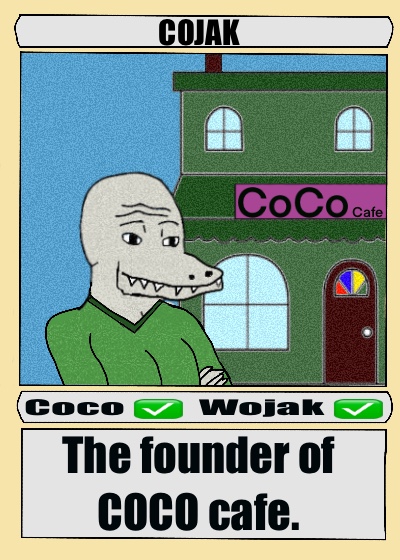 COJAK
CoCo Cafe
Coco ✅ Wojak ✅
The founder of
COCO cafe.